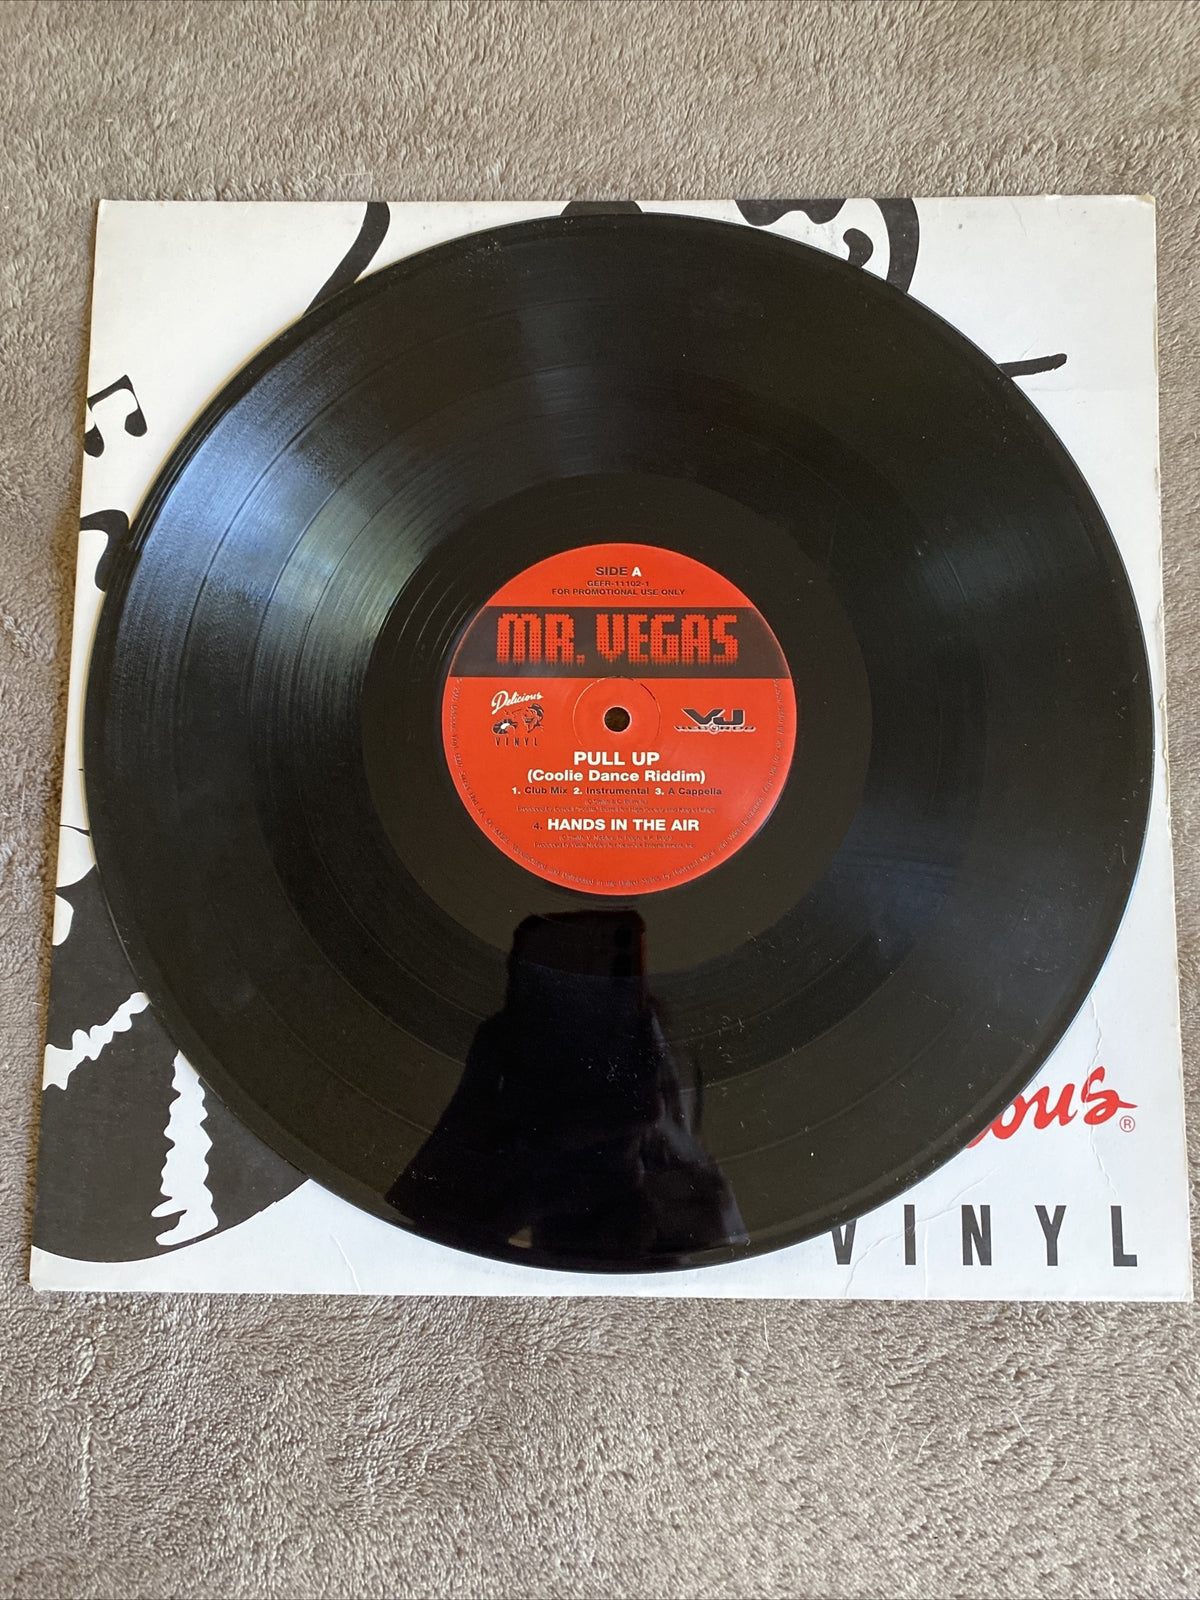 SIDE A
GEFR-11102-1
FOR PROMOTIONAL USE ONLY
MR. VEGAS
Delicious
VINYL
VJ
RECORDS
PULL UP
(Coolie Dance Riddim)
1. Club Mix 2. Instrumental 3. A Cappella
4. HANDS IN THE AIR
ous®
VINYL